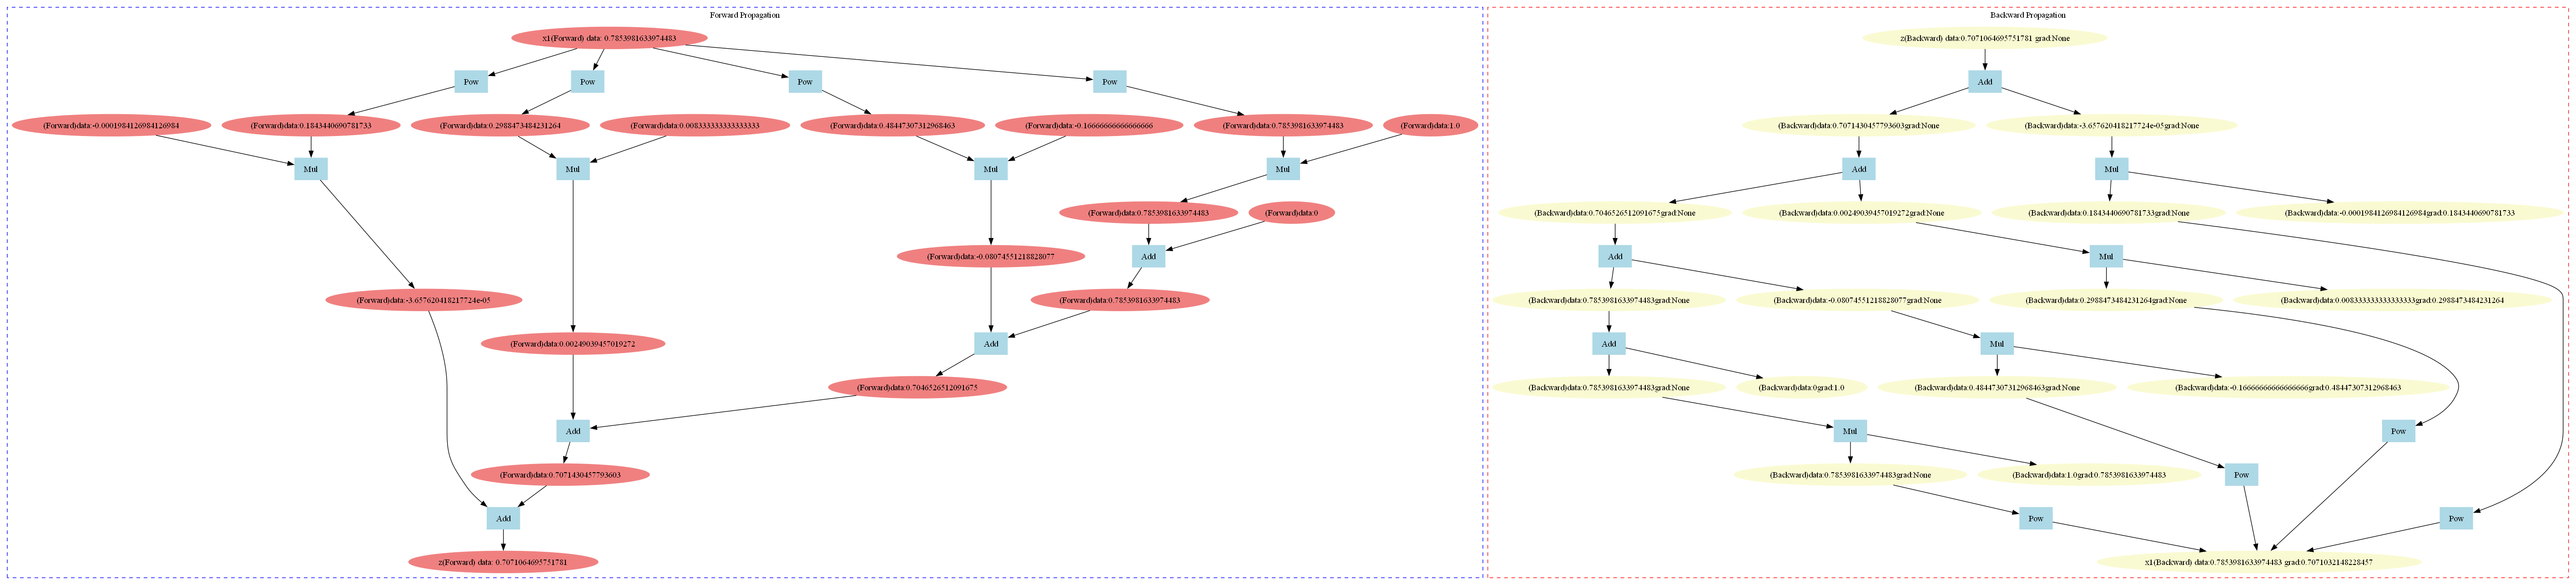 Forward Propagation
x1(Forward) data: 0.7853981633974483
Pow
Pow
Pow
Pow
(Forward)data:-0.0001984126984126984
(Forward)data:0.1843440690781733
(Forward)data:0.2988473484231264
(Forward)data:0.008333333333333333
(Forward)data:0.48447307312968463
(Forward)data:-0.16666666666666666
(Forward)data:0.7853981633974483
(Forward)data:1.0
Mul
Mul
Mul
Mul
(Forward)data:0.7853981633974483
(Forward)data:0
(Forward)data:-0.08074551218828077
Add
(Forward)data:-3.657620418217724e-05
(Forward)data:0.7853981633974483
(Forward)data:0.00249039457019272
Add
(Forward)data:0.7046526512091675
Add
(Forward)data:0.7071430457793603
Add
z(Forward) data: 0.7071064695751781
Backward Propagation
z(Backward) data:0.7071064695751781 grad:None
Add
(Backward)data:0.7071430457793603grad:None
(Backward)data:-3.657620418217724e-05grad:None
Add
Mul
(Backward)data:0.7046526512091675grad:None
(Backward)data:0.00249039457019272grad:None
(Backward)data:0.1843440690781733grad:None
(Backward)data:-0.0001984126984126984grad:0.1843440690781733
Add
Mul
(Backward)data:0.7853981633974483grad:None
(Backward)data:-0.08074551218828077grad:None
(Backward)data:0.2988473484231264grad:None
(Backward)data:0.008333333333333333grad:0.2988473484231264
Add
Mul
(Backward)data:0.7853981633974483grad:None
(Backward)data:0grad:1.0
(Backward)data:0.48447307312968463grad:None
(Backward)data:-0.16666666666666666grad:0.48447307312968463
Mul
Pow
(Backward)data:0.7853981633974483grad:None
(Backward)data:1.0grad:0.7853981633974483
Pow
Pow
Pow
x1(Backward) data:0.7853981633974483 grad:0.7071032148228457